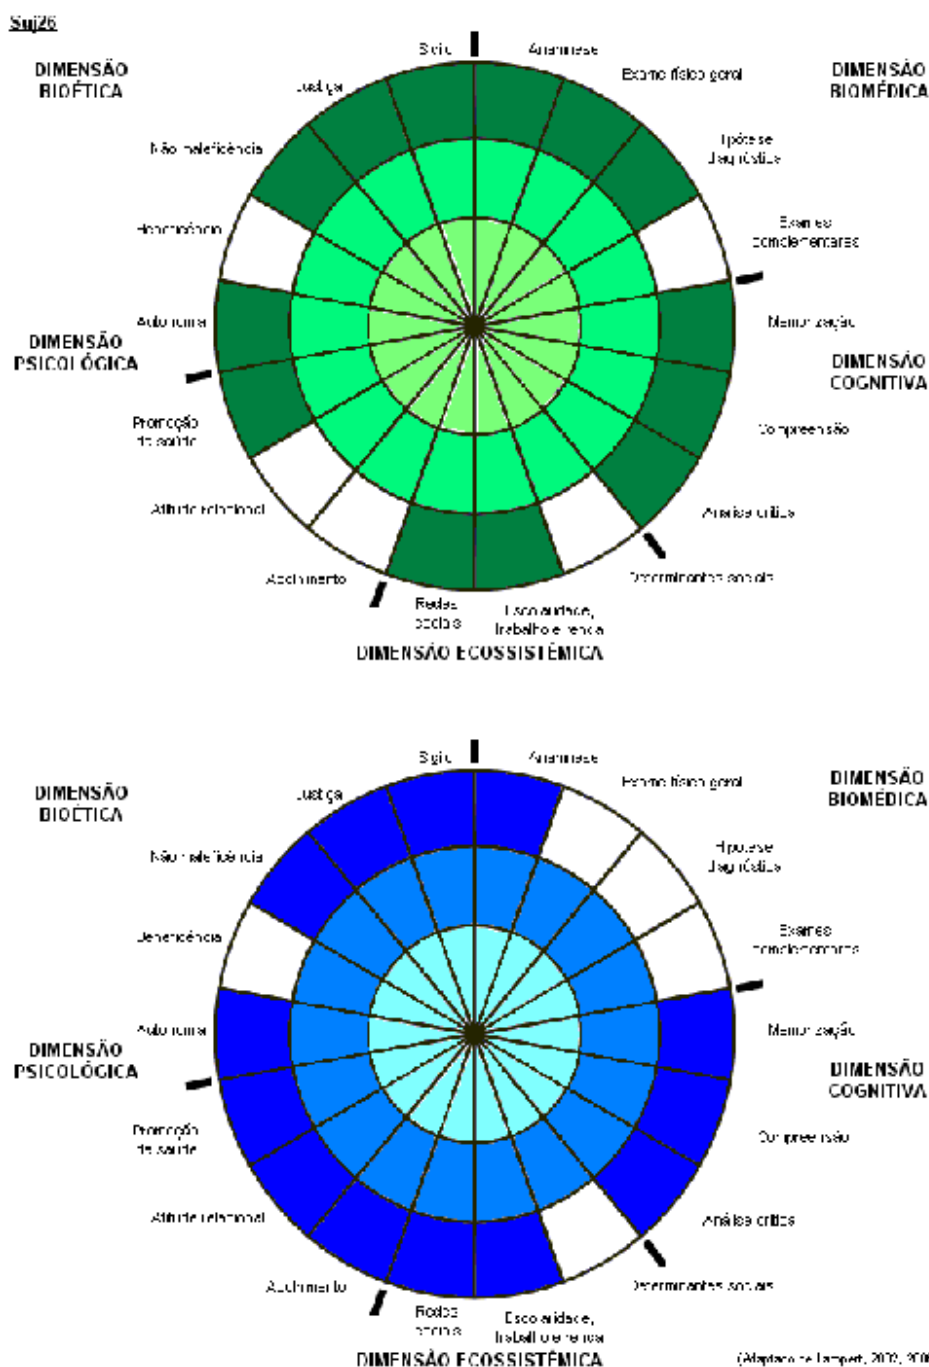 Suj26
Sigilo
Anamnese
DIMENSÃO
BIOÉTICA
Justiça
Exame físico geral
DIMENSÃO
BIOMÉDICA
Não maleficência
Hipótese
diagnóstica
Beneficência
Exames
complementares
Autonomia
Memorização
DIMENSÃO
PSICOLÓGICA
DIMENSÃO
COGNITIVA
Promoção
da saúde
Compreensão
Atitude relacional
Análise crítica
Acolhimento
Determinantes sociais
Redes
sociais
Escolaridade,
trabalho e renda
DIMENSÃO ECOSSISTÊMICA
Sigilo
Anamnese
DIMENSÃO
BIOÉTICA
Justiça
Exame físico geral
DIMENSÃO
BIOMÉDICA
Não maleficência
Hipótese
diagnóstica
Beneficência
Exames
complementares
Autonomia
Memorização
DIMENSÃO
PSICOLÓGICA
DIMENSÃO
COGNITIVA
Promoção
da saúde
Compreensão
Atitude relacional
Análise crítica
Acolhimento
Determinantes sociais
Redes
sociais
Escolaridade,
trabalho e renda
DIMENSÃO ECOSSISTÊMICA
(Adaptado de Lampert, 2002,